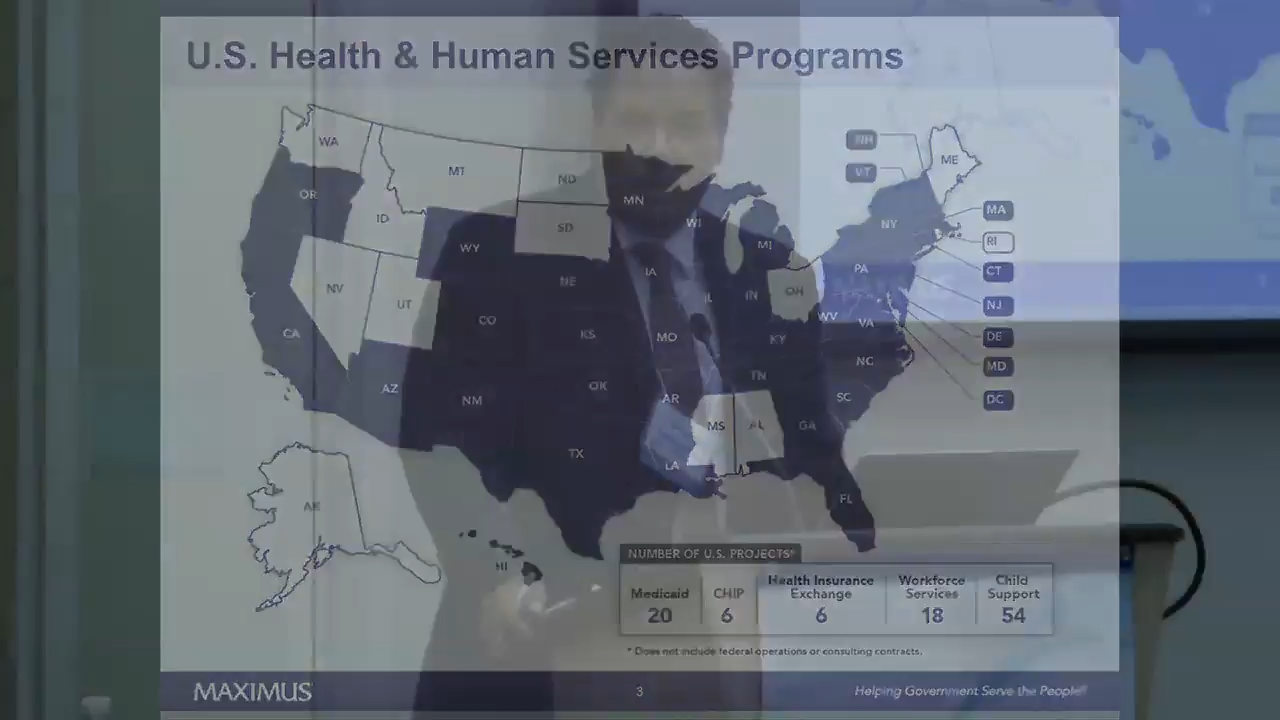 U.S. Health & Human Services Programs
WA
MT
ND
MN
ME
NH
VT
OR
ID
SD
WI
NY
MA
WY
MI
RI
NV
UT
NE
IA
IL
IN
OH
PA
CT
CA
CO
KS
MO
KY
WV
VA
NJ
DE
MD
AZ
NM
OK
AR
TN
NC
SC
DC
TX
MS
AL
GA
LA
FL
AK
HI
NUMBER OF U.S. PROJECTS*
Medicaid
20
CHIP
6
Health Insurance
Exchange
6
Workforce
Services
18
Child
Support
54
* Does not include federal operations or consulting contracts.
MAXIMUS
3
Helping Government Serve the People®